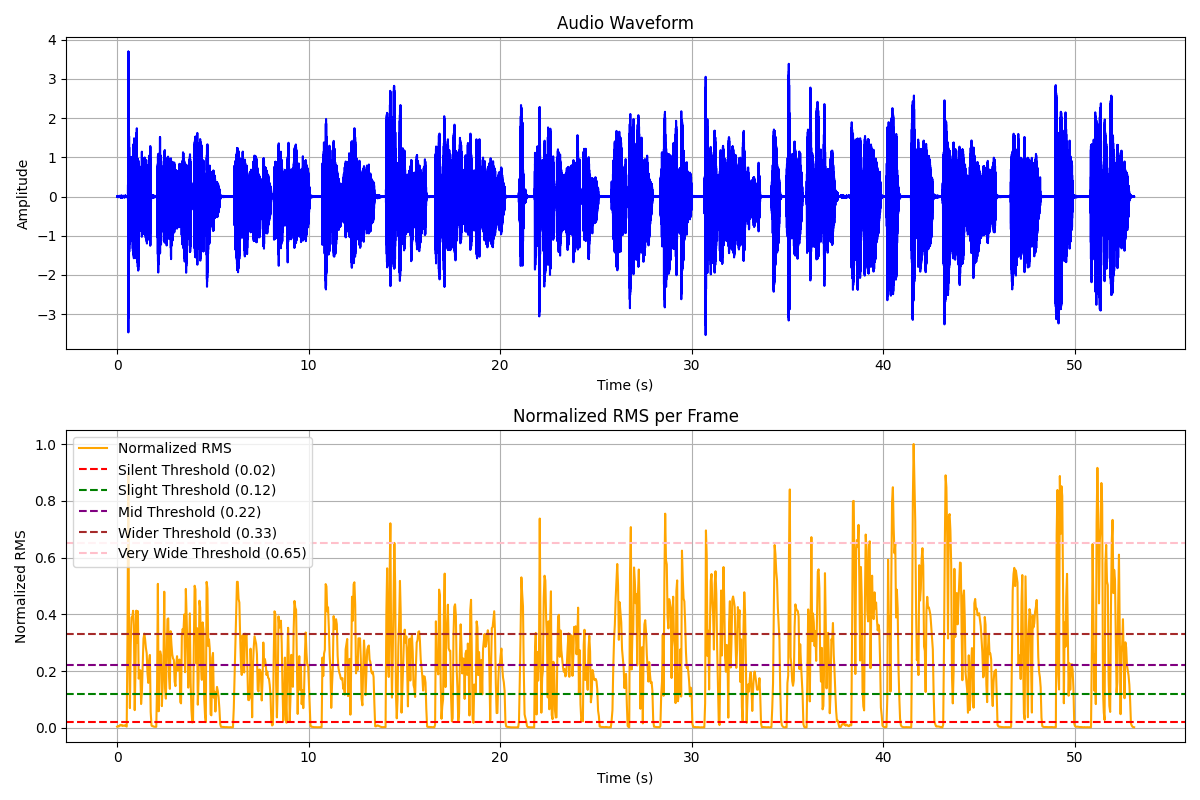 Audio Waveform
4
3
2
1
0
−1
−2
−3
Amplitude
0 10 20 30 40 50
Time (s)
Normalized RMS per Frame
1.0
0.8
0.6
0.4
0.2
0.0
Normalized RMS
Normalized RMS
Silent Threshold (0.02)
Slight Threshold (0.12)
Mid Threshold (0.22)
Wider Threshold (0.33)
Very Wide Threshold (0.65)
0 10 20 30 40 50
Time (s)